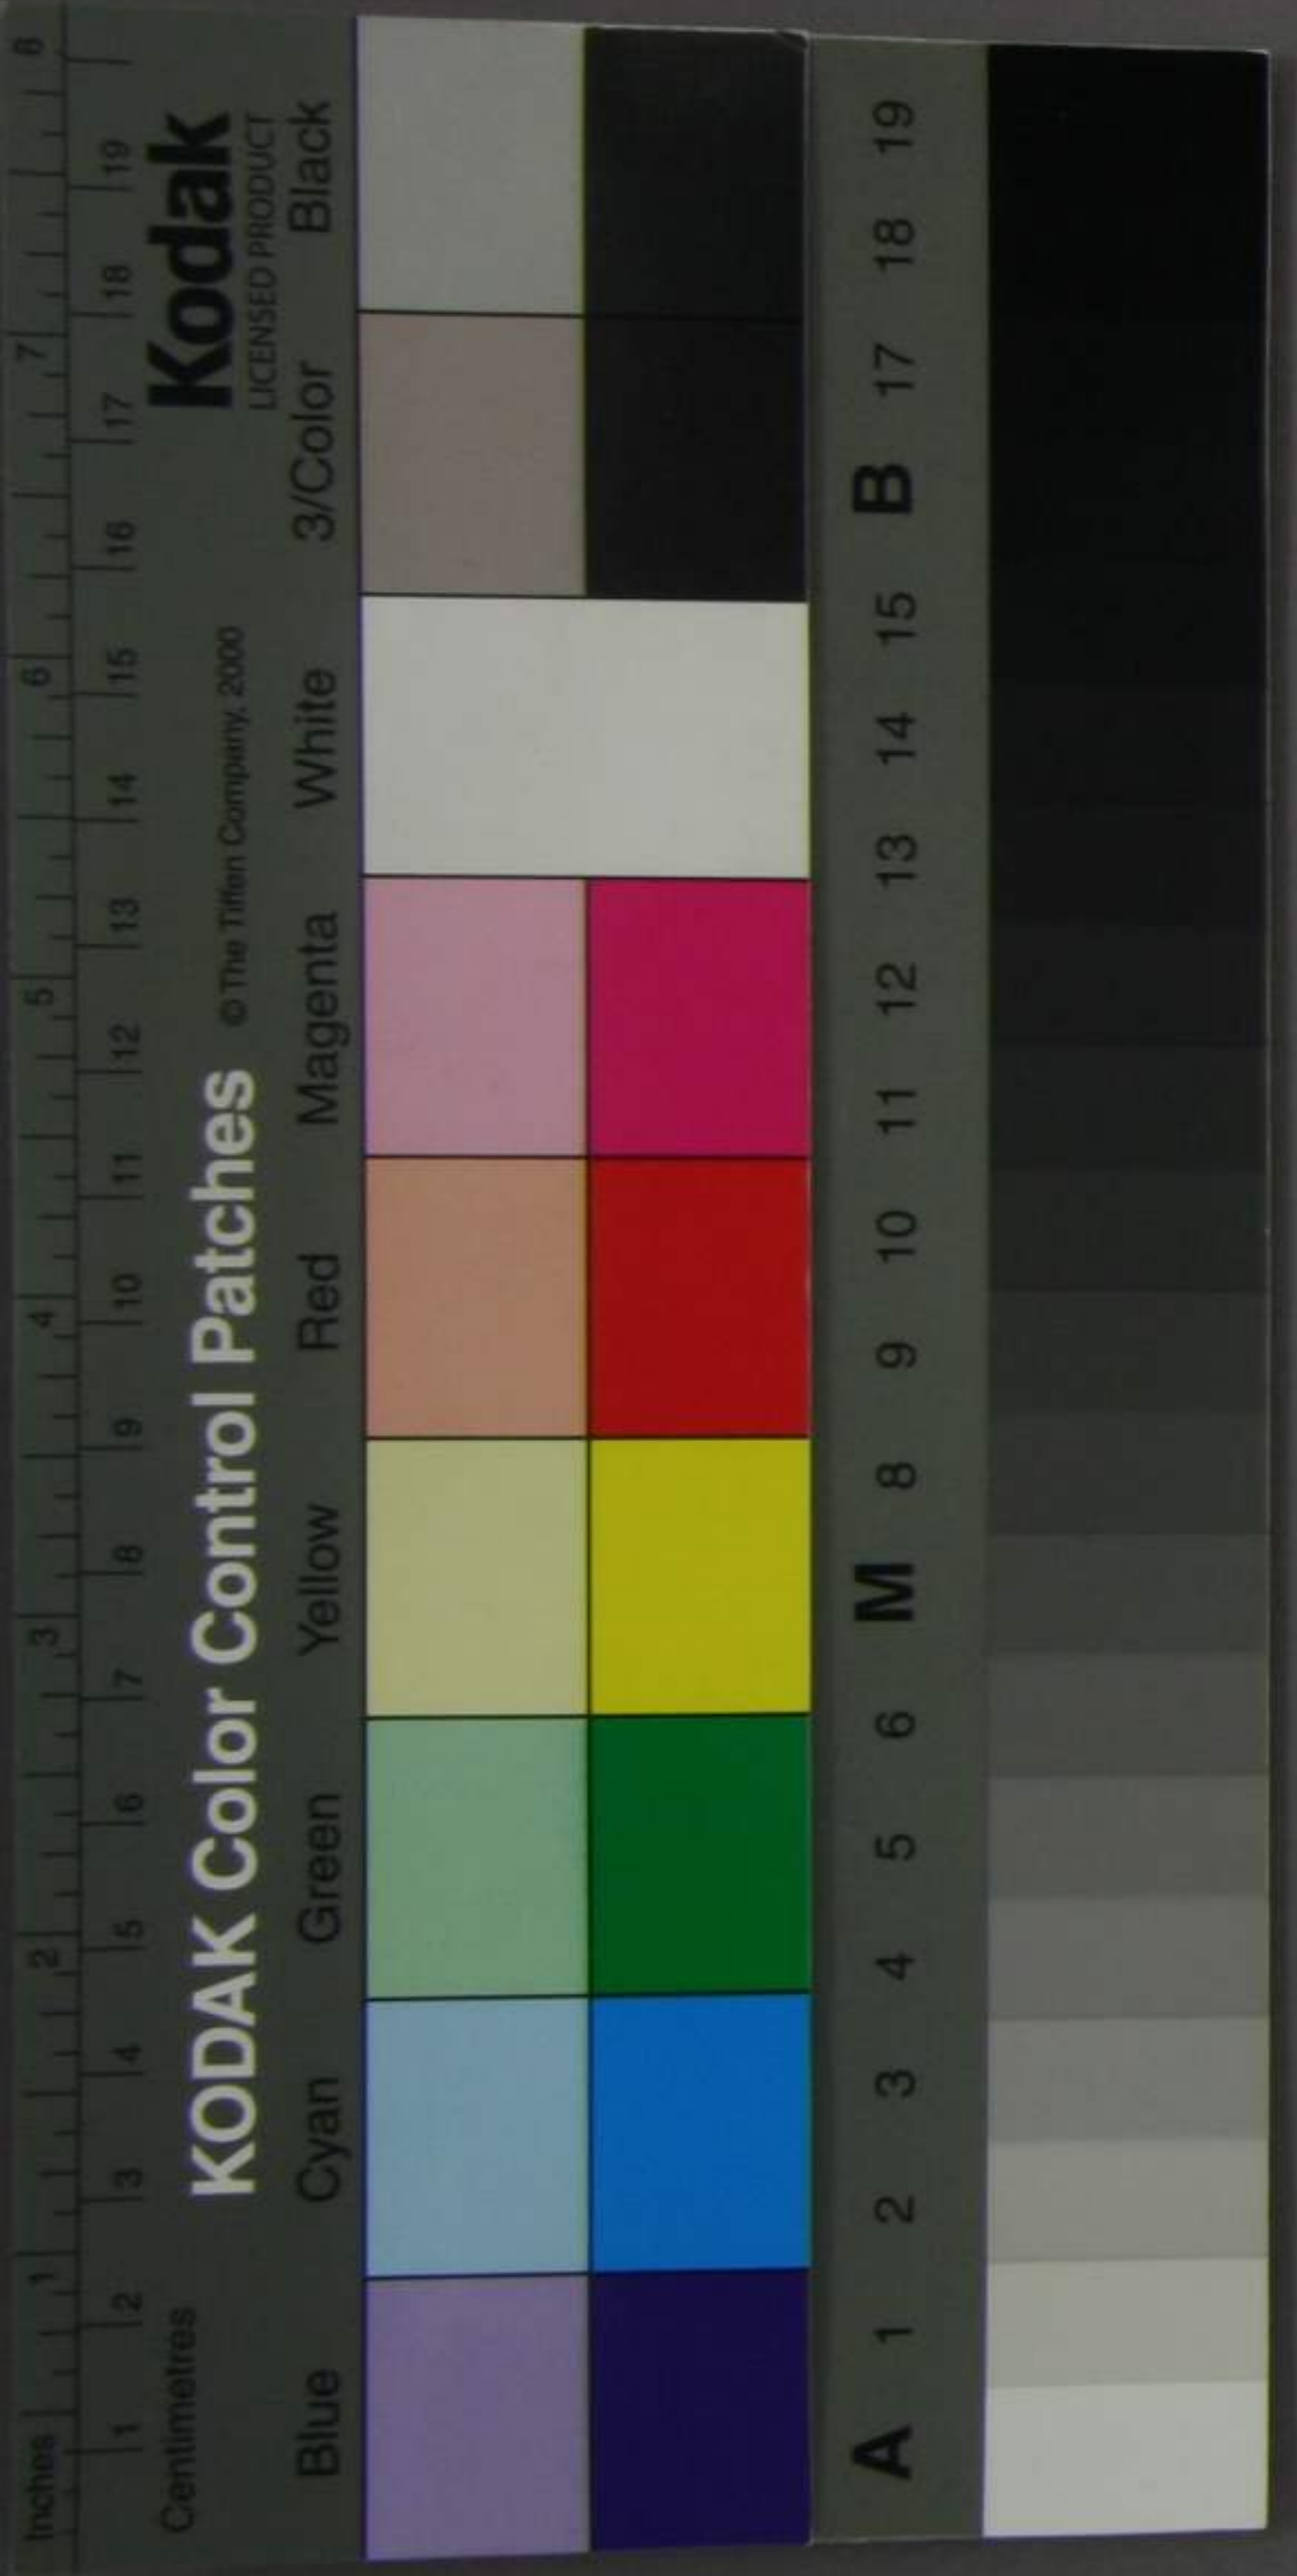 Inches 1 2 3 4 5 6 7 8
Centimetres 1 2 3 4 5 6 7 8 9 10 11 12 13 14 15 16 17 18 19
KODAK Color Control Patches © The Tiffen Company, 2000 Kodak
LICENSED PRODUCT
Blue Cyan Green Yellow Red Magenta White 3/Color Black
A 1 2 3 4 5 6 M 8 9 10 11 12 13 14 15 B 17 18 19